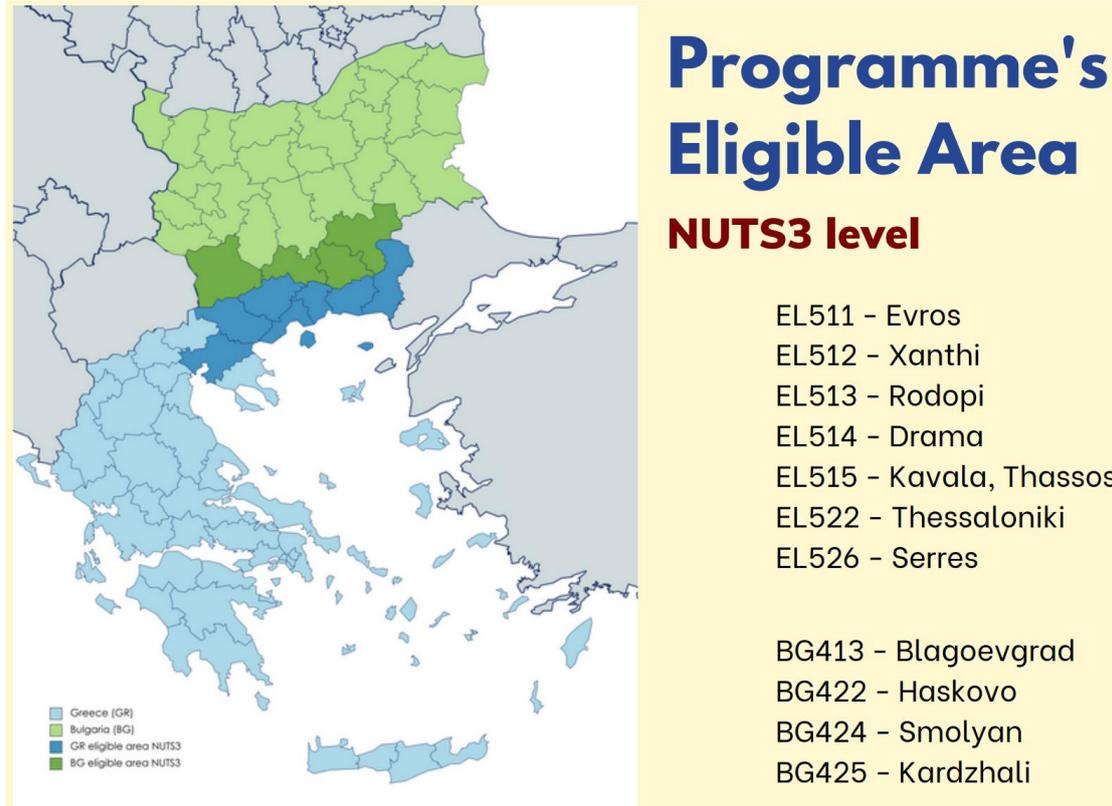 Programme's
Eligible Area
NUTS3 level
EL511 - Evros
EL512 - Xanthi
EL513 - Rodopi
EL514 - Drama
EL515 - Kavala, Thassos
EL522 - Thessaloniki
EL526 - Serres
BG413 - Blagoevgrad
BG422 - Haskovo
BG424 - Smolyan
BG425 - Kardzhali
Greece (GR)
Bulgaria (BG)
GR eligible area NUTS3
BG eligible area NUTS3